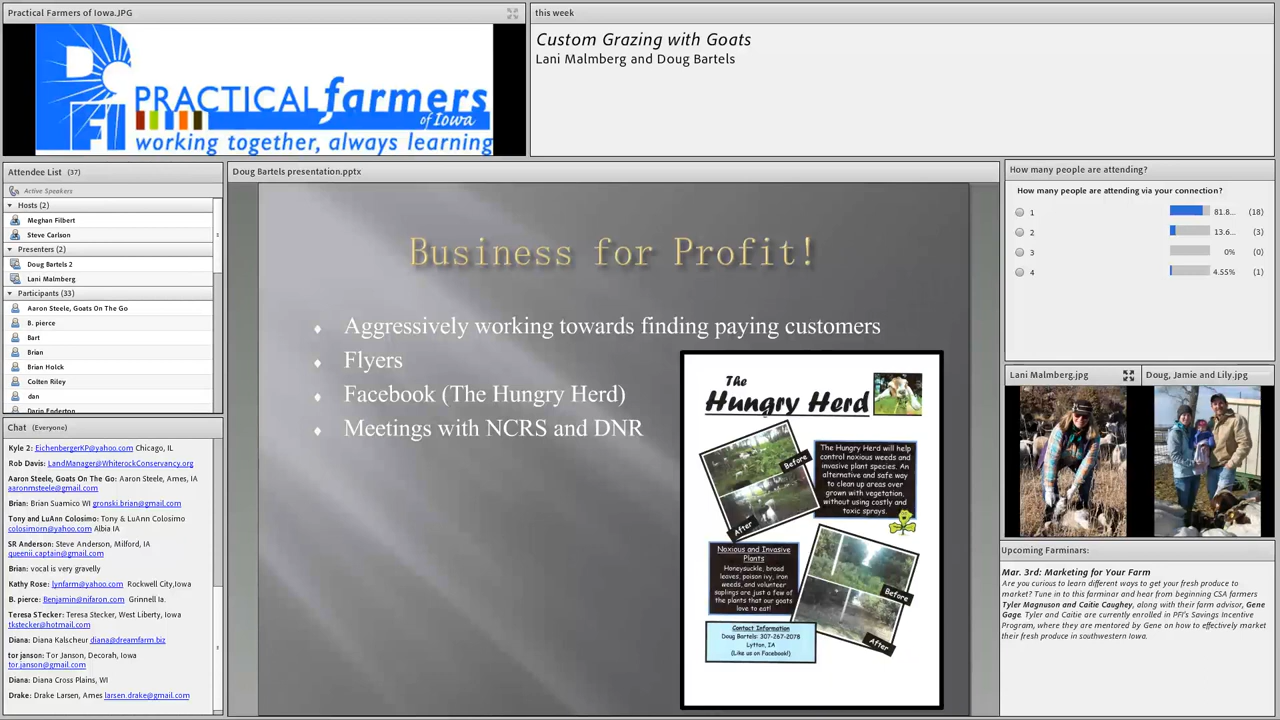 Practical Farmers of Iowa.JPG
PRACTICAL farmers
of Iowa
PFI
working together, always learning
this week
Custom Grazing with Goats
Lani Malmberg and Doug Bartels
Attendee List (37)
Active Speakers
Hosts (2)
Meghan Filbert
Steve Carlson
Presenters (2)
Doug Bartels 2
Lani Malmberg
Participants (33)
Aaron Steele, Goats On The Go
B. pierce
Bart
Brian
Brian Holck
Colten Riley
dan
Darin Enderton
Chat (Everyone)
Kyle 2: EichenbergerKP@yahoo.com Chicago, IL
Rob Davis: LandManager@WhiterockConservancy.org
Aaron Steele, Goats On The Go: Aaron Steele, Ames, IA
aaronmsteele@gmail.com
Brian: Brian Suamico WI gronski.brian@gmail.com
Tony and LuAnn Colosimo: Tony & LuAnn Colosimo
colosimom@yahoo.com Albia IA
SR Anderson: Steve Anderson, Milford, IA
queenii.captain@gmail.com
Brian: vocal is very gravelly
Kathy Rose: lynfarm@yahoo.com Rockwell City,Iowa
B. pierce: Benjamin@nifaron.com Grinnell Ia.
Teresa STecker: Teresa Stecker, West Liberty, Iowa
tkstecker@hotmail.com
Diana: Diana Kalscheur diana@dreamfarm.biz
tor janson: Tor Janson, Decorah, Iowa
tor.janson@gmail.com
Diana: Diana Cross Plains, WI
Drake: Drake Larsen, Ames larsen.drake@gmail.com
Doug Bartels presentation.pptx
Business for Profit!
Aggressively working towards finding paying customers
Flyers
Facebook (The Hungry Herd)
Meetings with NCRS and DNR
The
Hungry Herd
Before
After
The Hungry Herd will help
control noxious weeds and
invasive plant species. An
alternative and safe way
to clean up areas over
grown with vegetation,
without using costly and
toxic sprays.
Noxious and Invasive
Plants
Honeysuckle, broad
leaves, poison ivy, iron
weeds, and volunteer
saplings are just a few of
the plants that our goats
love to eat!
Before
After
Contact Information
Doug Bartels: 307-267-2078
Lytton, IA
(Like us on Facebook!)
How many people are attending?
How many people are attending via your connection?
1 81.8... (18)
2 13.6... (3)
3 0% (0)
4 4.55% (1)
Lani Malmberg.jpg
Doug, Jamie and Lily.jpg
Upcoming Farminars:
Mar. 3rd: Marketing for Your Farm
Are you curious to learn different ways to get your fresh produce to
market? Tune in to this farminar and hear from beginning CSA farmers
Tyler Magnuson and Caitie Caughey, along with their farm advisor, Gene
Gage. Tyler and Caitie are currently enrolled in PFI's Savings Incentive
Program, where they are mentored by Gene on how to effectively market
their fresh produce in southwestern Iowa.